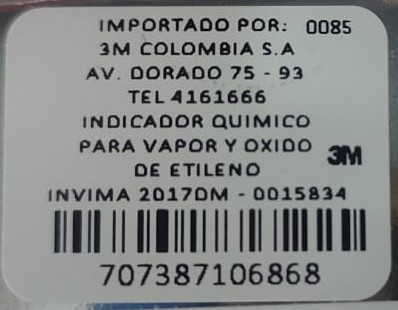 IMPORTADO POR: 0085
3M COLOMBIA S.A
AV. DORADO 75 - 93
TEL 4161666
INDICADOR QUIMICO
PARA VAPOR Y OXIDO 3M
DE ETILENO
INVIMA 2017DM - 0015834
707387106868